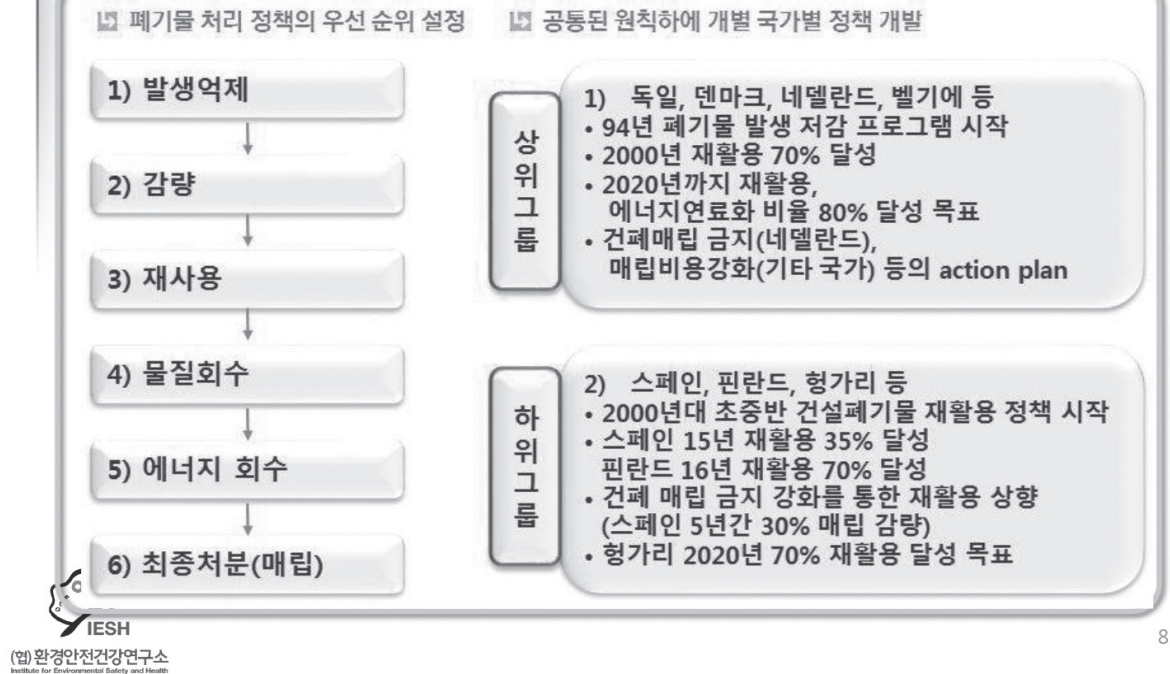 폐기물 처리 정책의 우선 순위 설정
1) 발생억제
2) 감량
3) 재사용
4) 물질회수
5) 에너지 회수
6) 최종처분(매립)
공통된 원칙하에 개별 국가별 정책 개발
상위그룹
1) 독일, 덴마크, 네델란드, 벨기에 등
• 94년 폐기물 발생 저감 프로그램 시작
• 2000년 재활용 70% 달성
• 2020년까지 재활용,
에너지연료화 비율 80% 달성 목표
• 건폐매립 금지(네델란드),
매립비용강화(기타 국가) 등의 action plan
하위그룹
2) 스페인, 핀란드, 헝가리 등
• 2000년대 초중반 건설폐기물 재활용 정책 시작
• 스페인 15년 재활용 35% 달성
핀란드 16년 재활용 70% 달성
• 건폐 매립 금지 강화를 통한 재활용 상향
(스페인 5년간 30% 매립 감량)
• 헝가리 2020년 70% 재활용 달성 목표
IESH
(협)환경안전건강연구소
Institute for Environmental Safety and Health
8